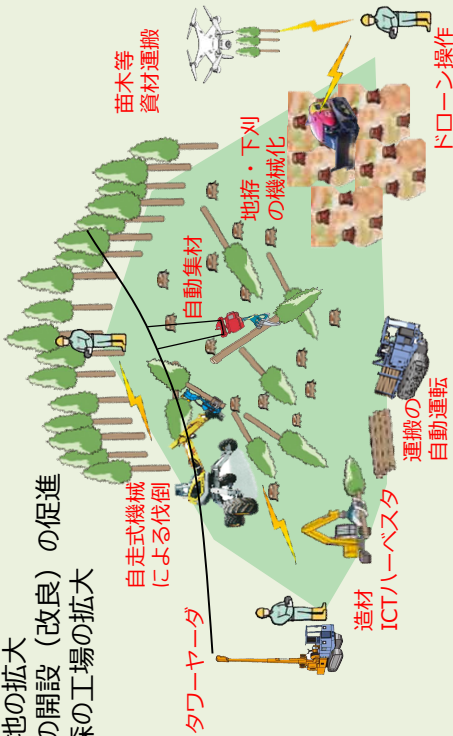 地の拡大
の開設（改良）の促進
の工場の拡大
苗木等
資材運搬
ドローン操作
地拵・下刈
の機械化
自動集材
自走式機械
による伐倒
タワーヤーダ
造材
ICTハーベスタ
運搬の
自動運転